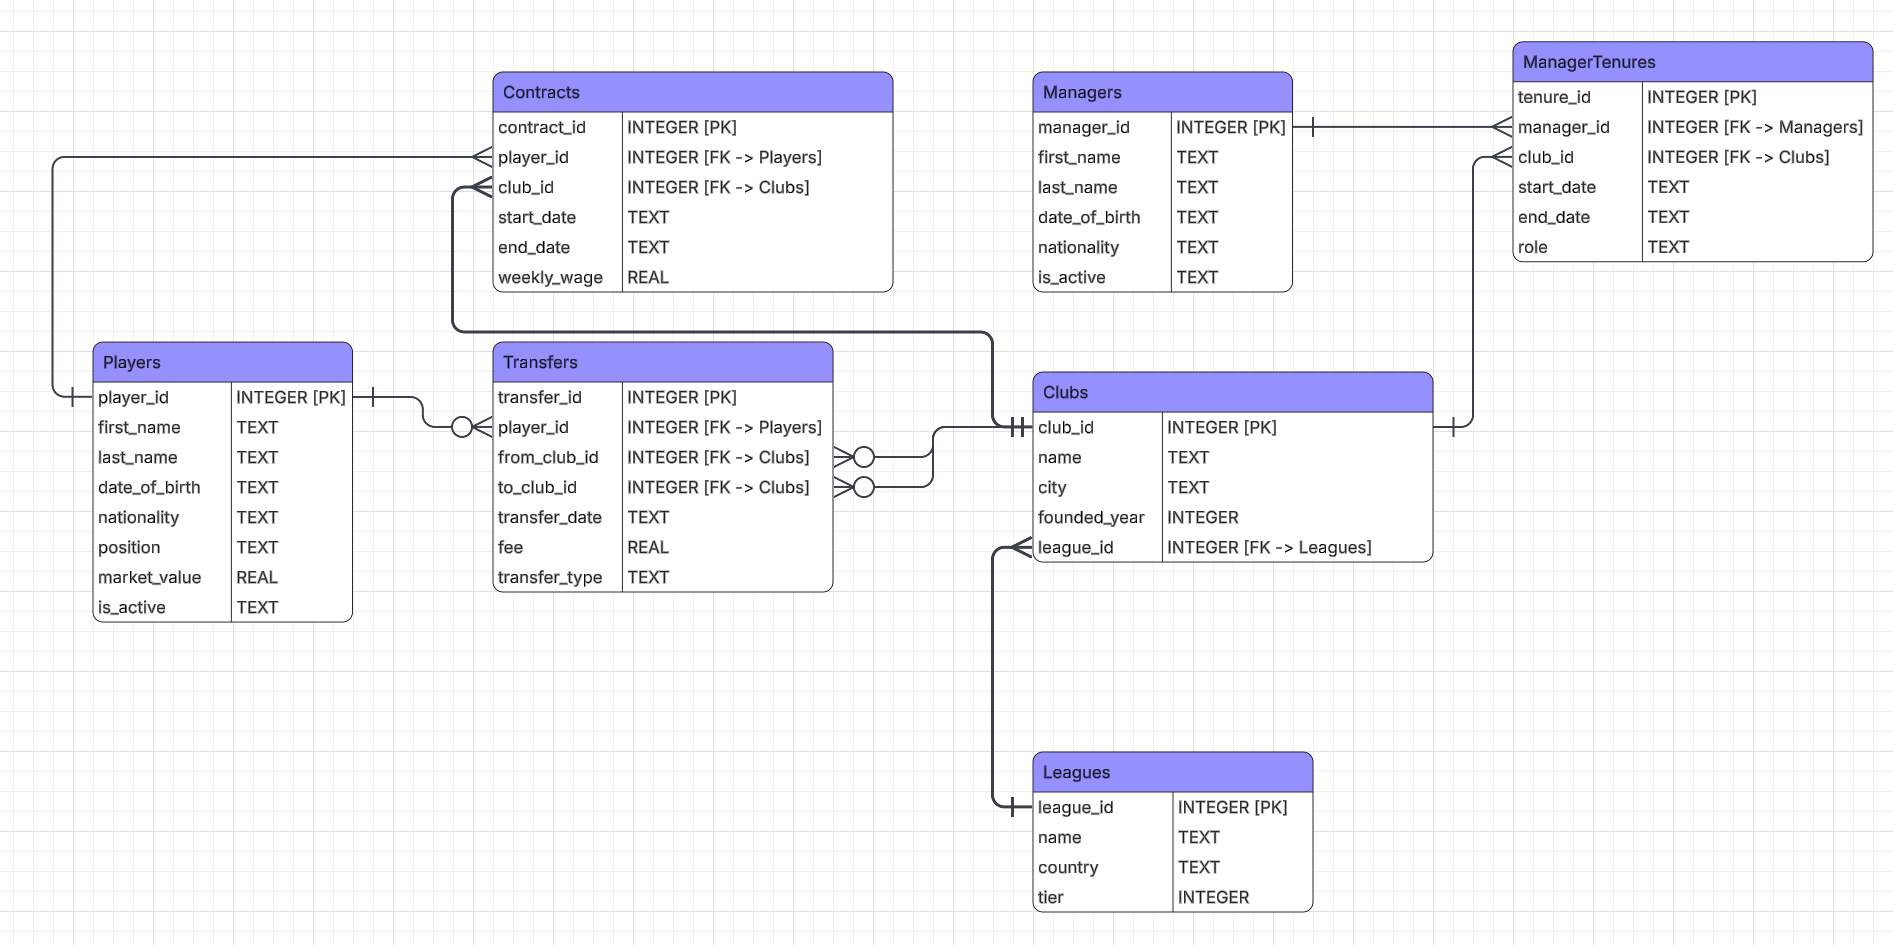 Contracts
contract_id INTEGER [PK]
player_id INTEGER [FK -> Players]
club_id INTEGER [FK -> Clubs]
start_date TEXT
end_date TEXT
weekly_wage REAL
Managers
manager_id INTEGER [PK]
first_name TEXT
last_name TEXT
date_of_birth TEXT
nationality TEXT
is_active TEXT
ManagerTenures
tenure_id INTEGER [PK]
manager_id INTEGER [FK -> Managers]
club_id INTEGER [FK -> Clubs]
start_date TEXT
end_date TEXT
role TEXT
Players
player_id INTEGER [PK]
first_name TEXT
last_name TEXT
date_of_birth TEXT
nationality TEXT
position TEXT
market_value REAL
is_active TEXT
Transfers
transfer_id INTEGER [PK]
player_id INTEGER [FK -> Players]
from_club_id INTEGER [FK -> Clubs]
to_club_id INTEGER [FK -> Clubs]
transfer_date TEXT
fee REAL
transfer_type TEXT
Clubs
club_id INTEGER [PK]
name TEXT
city TEXT
founded_year INTEGER
league_id INTEGER [FK -> Leagues]
Leagues
league_id INTEGER [PK]
name TEXT
country TEXT
tier INTEGER